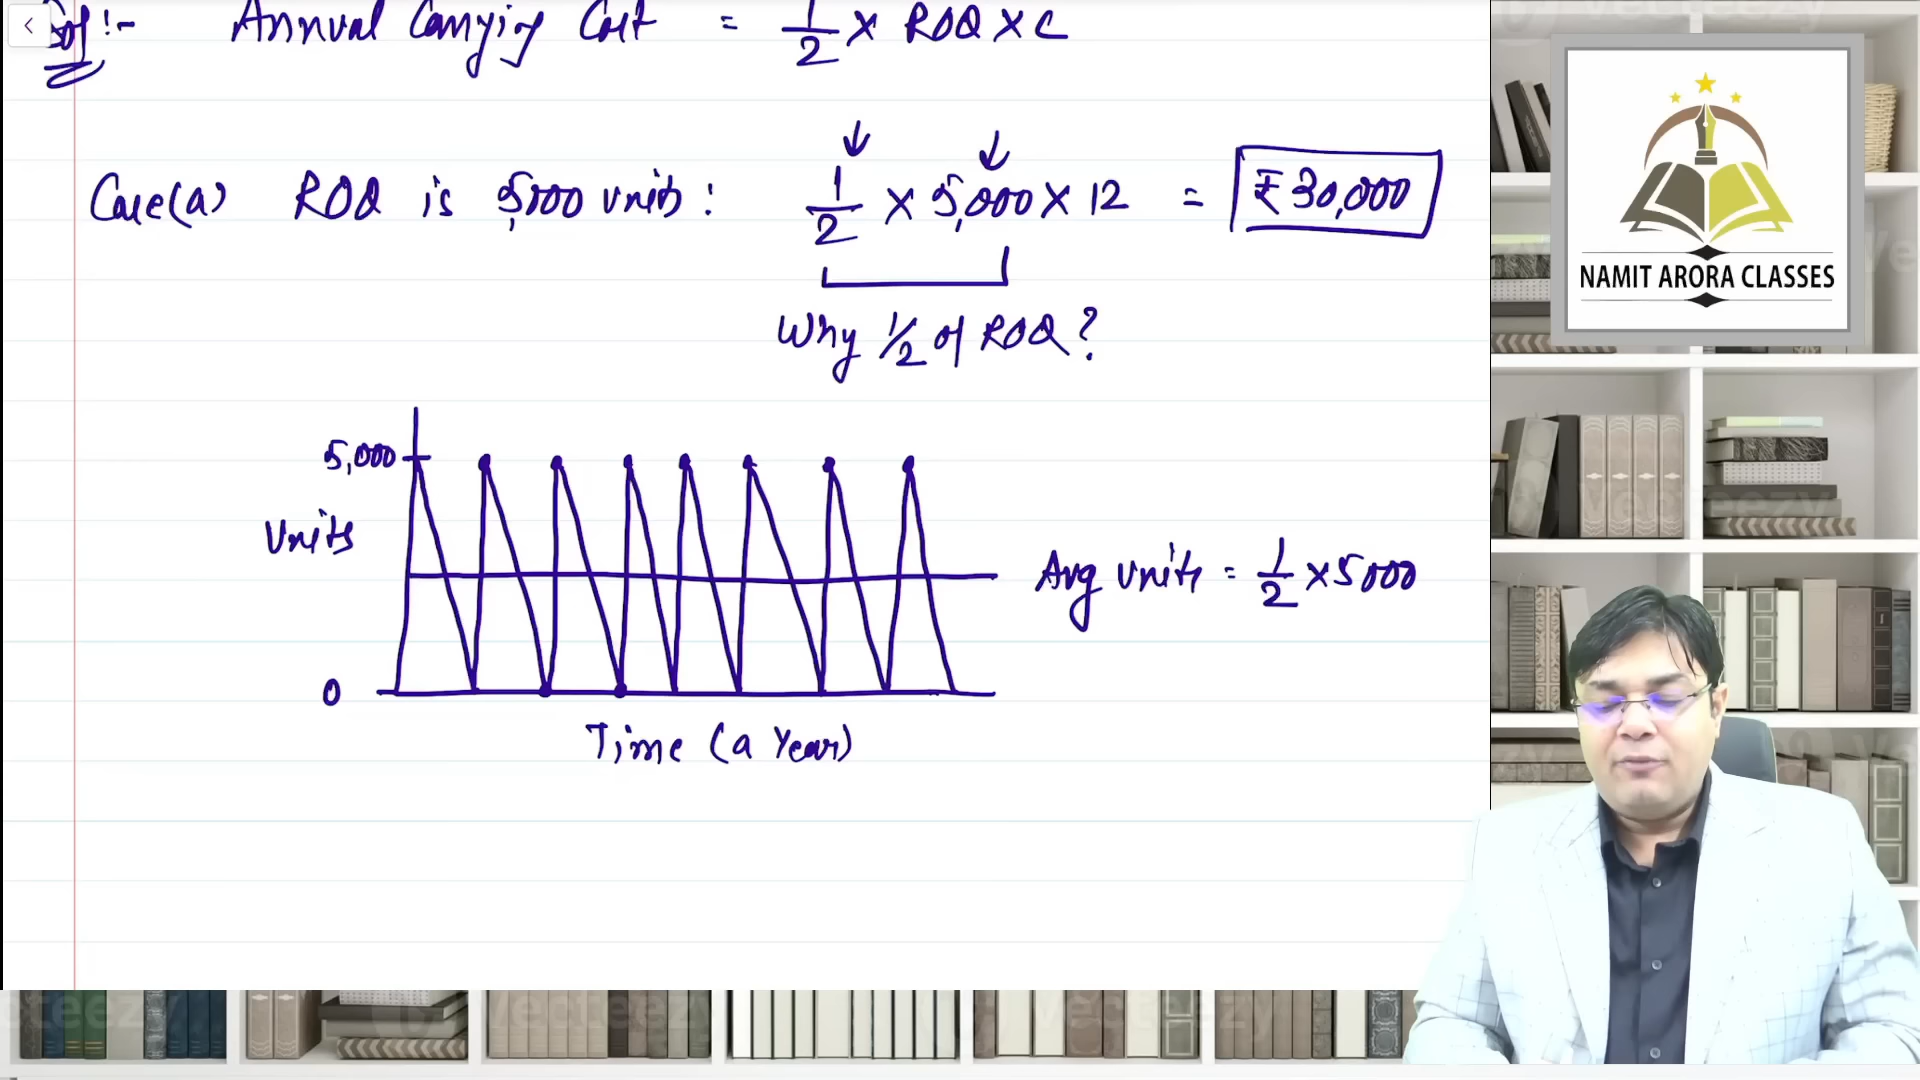 Sol :- Annual Carrying Cost = 1/2 × ROQ × C
Case(a) ROQ is 5,000 units : 1/2 × 5,000 × 12 = ₹30,000
Why 1/2 of ROQ?
5,000
Units
Avg units = 1/2 × 5000
0
Time (a Year)
NAMIT ARORA CLASSES